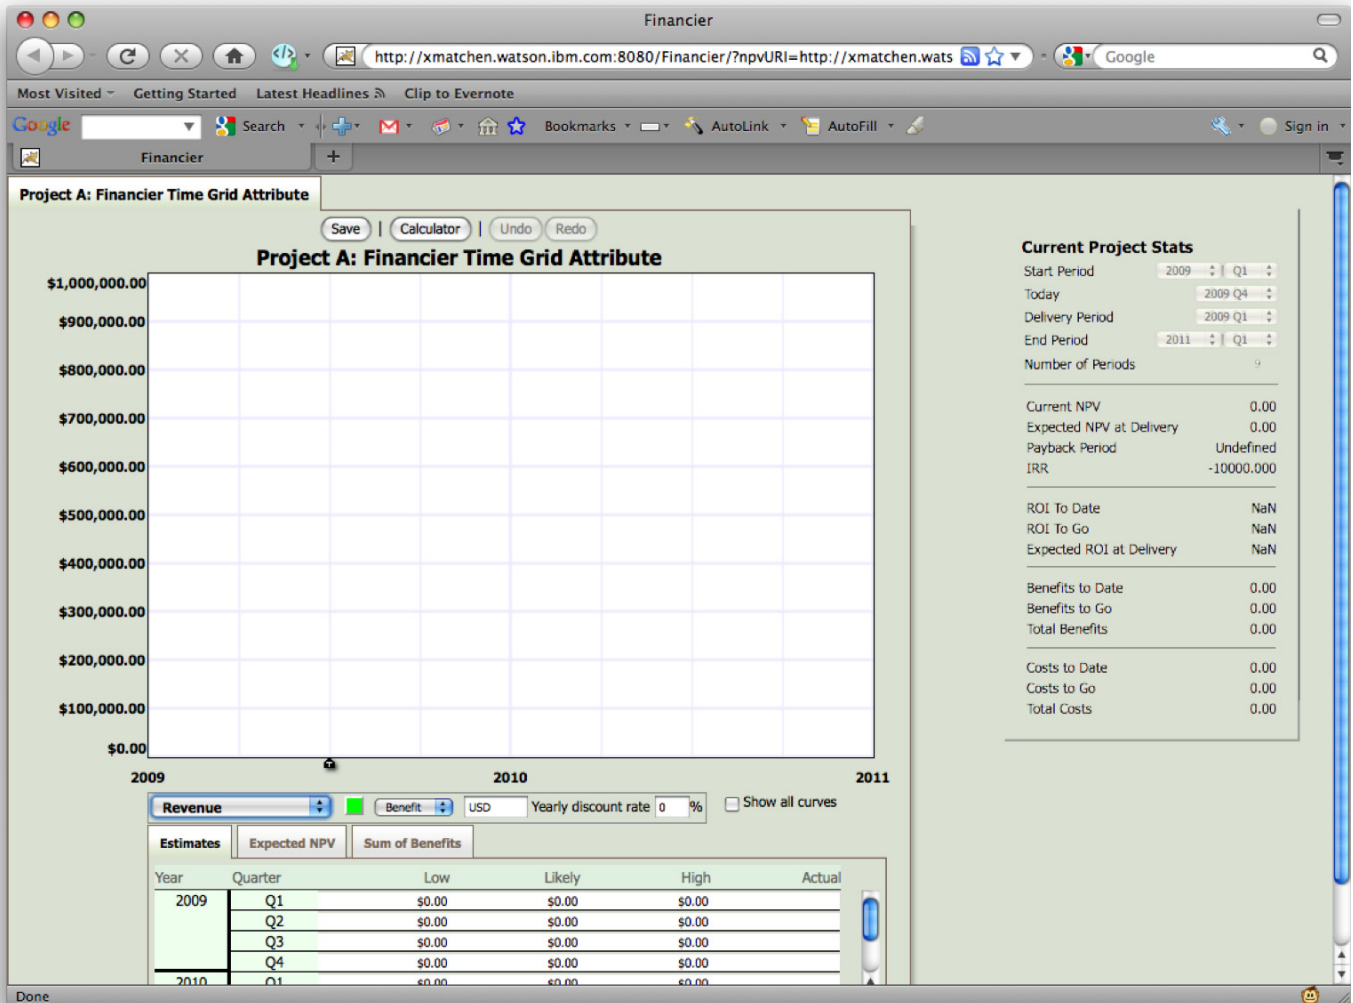 Financier
http://xmatchen.watson.ibm.com:8080/Financier/?npvURI=http://xmatchen.wats
Google
Most Visited Getting Started Latest Headlines Clip to Evernote
Google Search Bookmarks AutoLink AutoFill Sign in
Financier +
Project A: Financier Time Grid Attribute
Save | Calculator | Undo Redo
Project A: Financier Time Grid Attribute
$1,000,000.00
$900,000.00
$800,000.00
$700,000.00
$600,000.00
$500,000.00
$400,000.00
$300,000.00
$200,000.00
$100,000.00
$0.00
2009 2010 2011
Revenue Benefit USD Yearly discount rate 0 % Show all curves
Estimates Expected NPV Sum of Benefits
Year Quarter Low Likely High Actual
2009 Q1 $0.00 $0.00 $0.00
Q2 $0.00 $0.00 $0.00
Q3 $0.00 $0.00 $0.00
Q4 $0.00 $0.00 $0.00
2010 Q1 $0.00 $0.00 $0.00
Current Project Stats
Start Period 2009 Q1
Today 2009 Q4
Delivery Period 2009 Q1
End Period 2011 Q1
Number of Periods 9
Current NPV 0.00
Expected NPV at Delivery 0.00
Payback Period Undefined
IRR -10000.000
ROI To Date NaN
ROI To Go NaN
Expected ROI at Delivery NaN
Benefits to Date 0.00
Benefits to Go 0.00
Total Benefits 0.00
Costs to Date 0.00
Costs to Go 0.00
Total Costs 0.00
Done